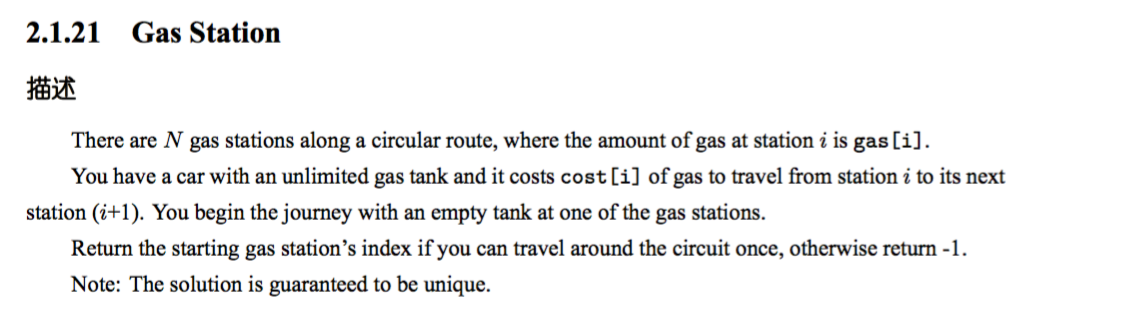 2.1.21 Gas Station
描述
There are N gas stations along a circular route, where the amount of gas at station i is gas[i].
You have a car with an unlimited gas tank and it costs cost[i] of gas to travel from station i to its next
station (i+1). You begin the journey with an empty tank at one of the gas stations.
Return the starting gas station’s index if you can travel around the circuit once, otherwise return -1.
Note: The solution is guaranteed to be unique.